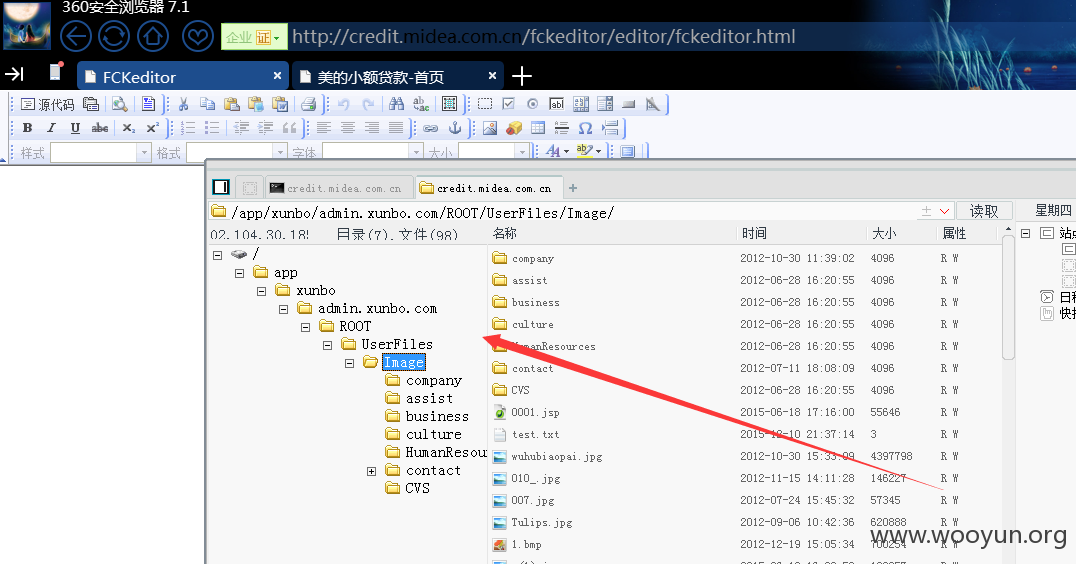 360安全浏览器 7.1
企业 证 http://credit.midea.com.cn/fckeditor/editor/fckeditor.html
FCKeditor × 美的小额贷款-首页 ×
源代码
样式 格式 字体 大小
credit.midea.com.cn credit.midea.com.cn
/app/xunbo/admin.xunbo.com/ROOT/UserFiles/Image/ 读取 星期四
02.104.30.18 目录(7),文件(98) 名称 时间 大小 属性
/
app
xunbo
admin.xunbo.com
ROOT
UserFiles
Image
company
assist
business
culture
HumanResou
contact
CVS
company 2012-10-30 11:39:02 4096 R W
assist 2012-06-28 16:20:55 4096 R W
business 2012-06-28 16:20:55 4096 R W
culture 2012-06-28 16:20:55 4096 R W
HumanResources 2012-06-28 16:20:55 4096 R W
contact 2012-07-11 18:08:09 4096 R W
CVS 2012-06-28 16:20:55 4096 R W
0001.jsp 2015-06-18 17:16:00 55646 R W
test.txt 2015-12-10 21:37:14 3 R W
wuhubiaopai.jpg 2012-10-30 15:33:09 4397798 R W
010_.jpg 2012-11-15 14:11:28 146227 R W
007.jpg 2012-07-24 15:45:32 57345 R W
Tulips.jpg 2012-09-06 10:42:36 620888 R W
1.bmp 2012-12-19 15:05:34 700254 R W
站点
日程
快捷
www.wooyun.org